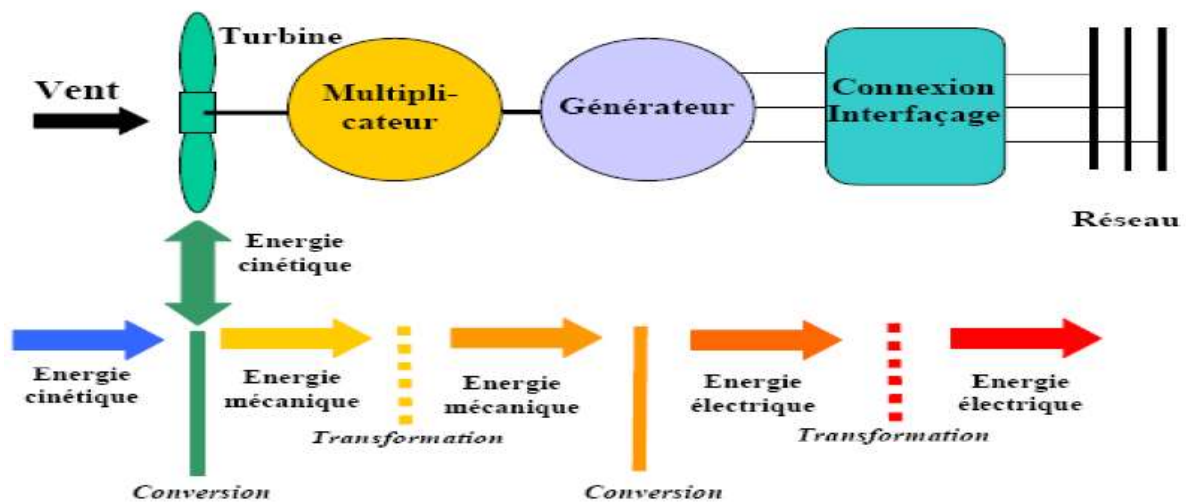 Turbine
Vent
Multipli-
cateur
Générateur
Connexion
Interfaçage
Réseau
Energie
cinétique
Energie
cinétique
Energie
mécanique
Transformation
Energie
mécanique
Energie
électrique
Transformation
Energie
électrique
Conversion
Conversion